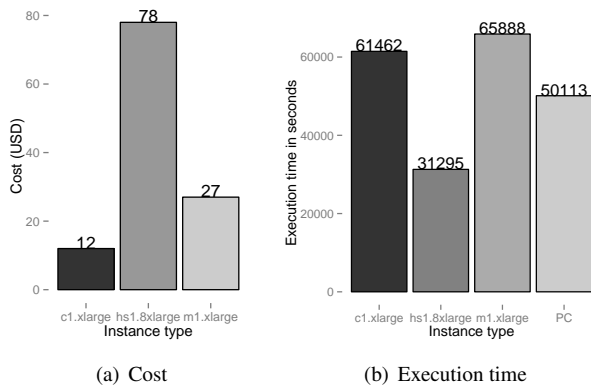 78
12
27
80
60
40
20
0
Cost (USD)
c1.xlarge hs1.8xlarge m1.xlarge
Instance type
(a) Cost
61462
31295
65888
50113
60000
40000
20000
0
Execution time in seconds
c1.xlarge hs1.8xlarge m1.xlarge PC
Instance type
(b) Execution time